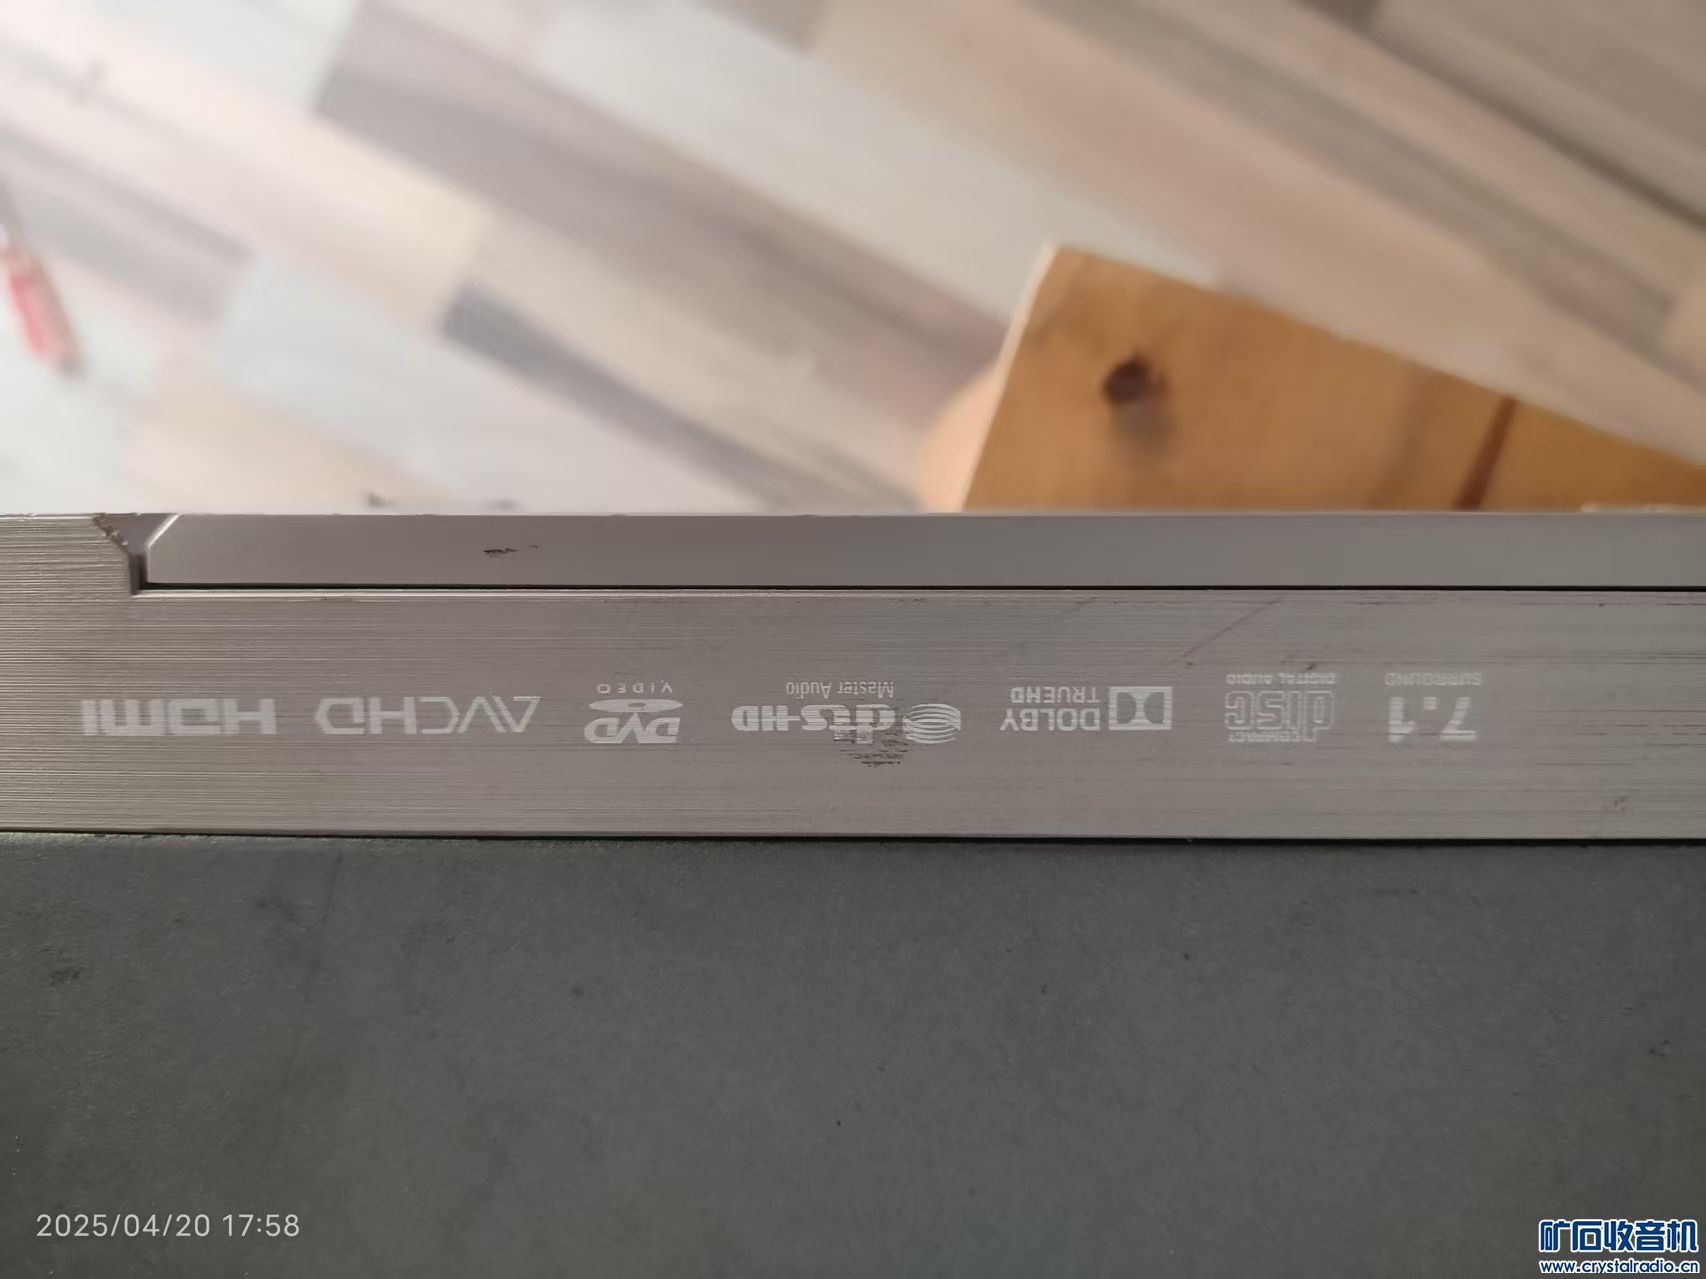 7.1
SURROUND
COMPACT
disc
DIGITAL AUDIO
DOLBY
TRUEHD
dts-HD
Master Audio
DVD
VIDEO
AVCHD
HDMI
2025/04/20 17:58
矿石收音机
www.crystalradio.cn